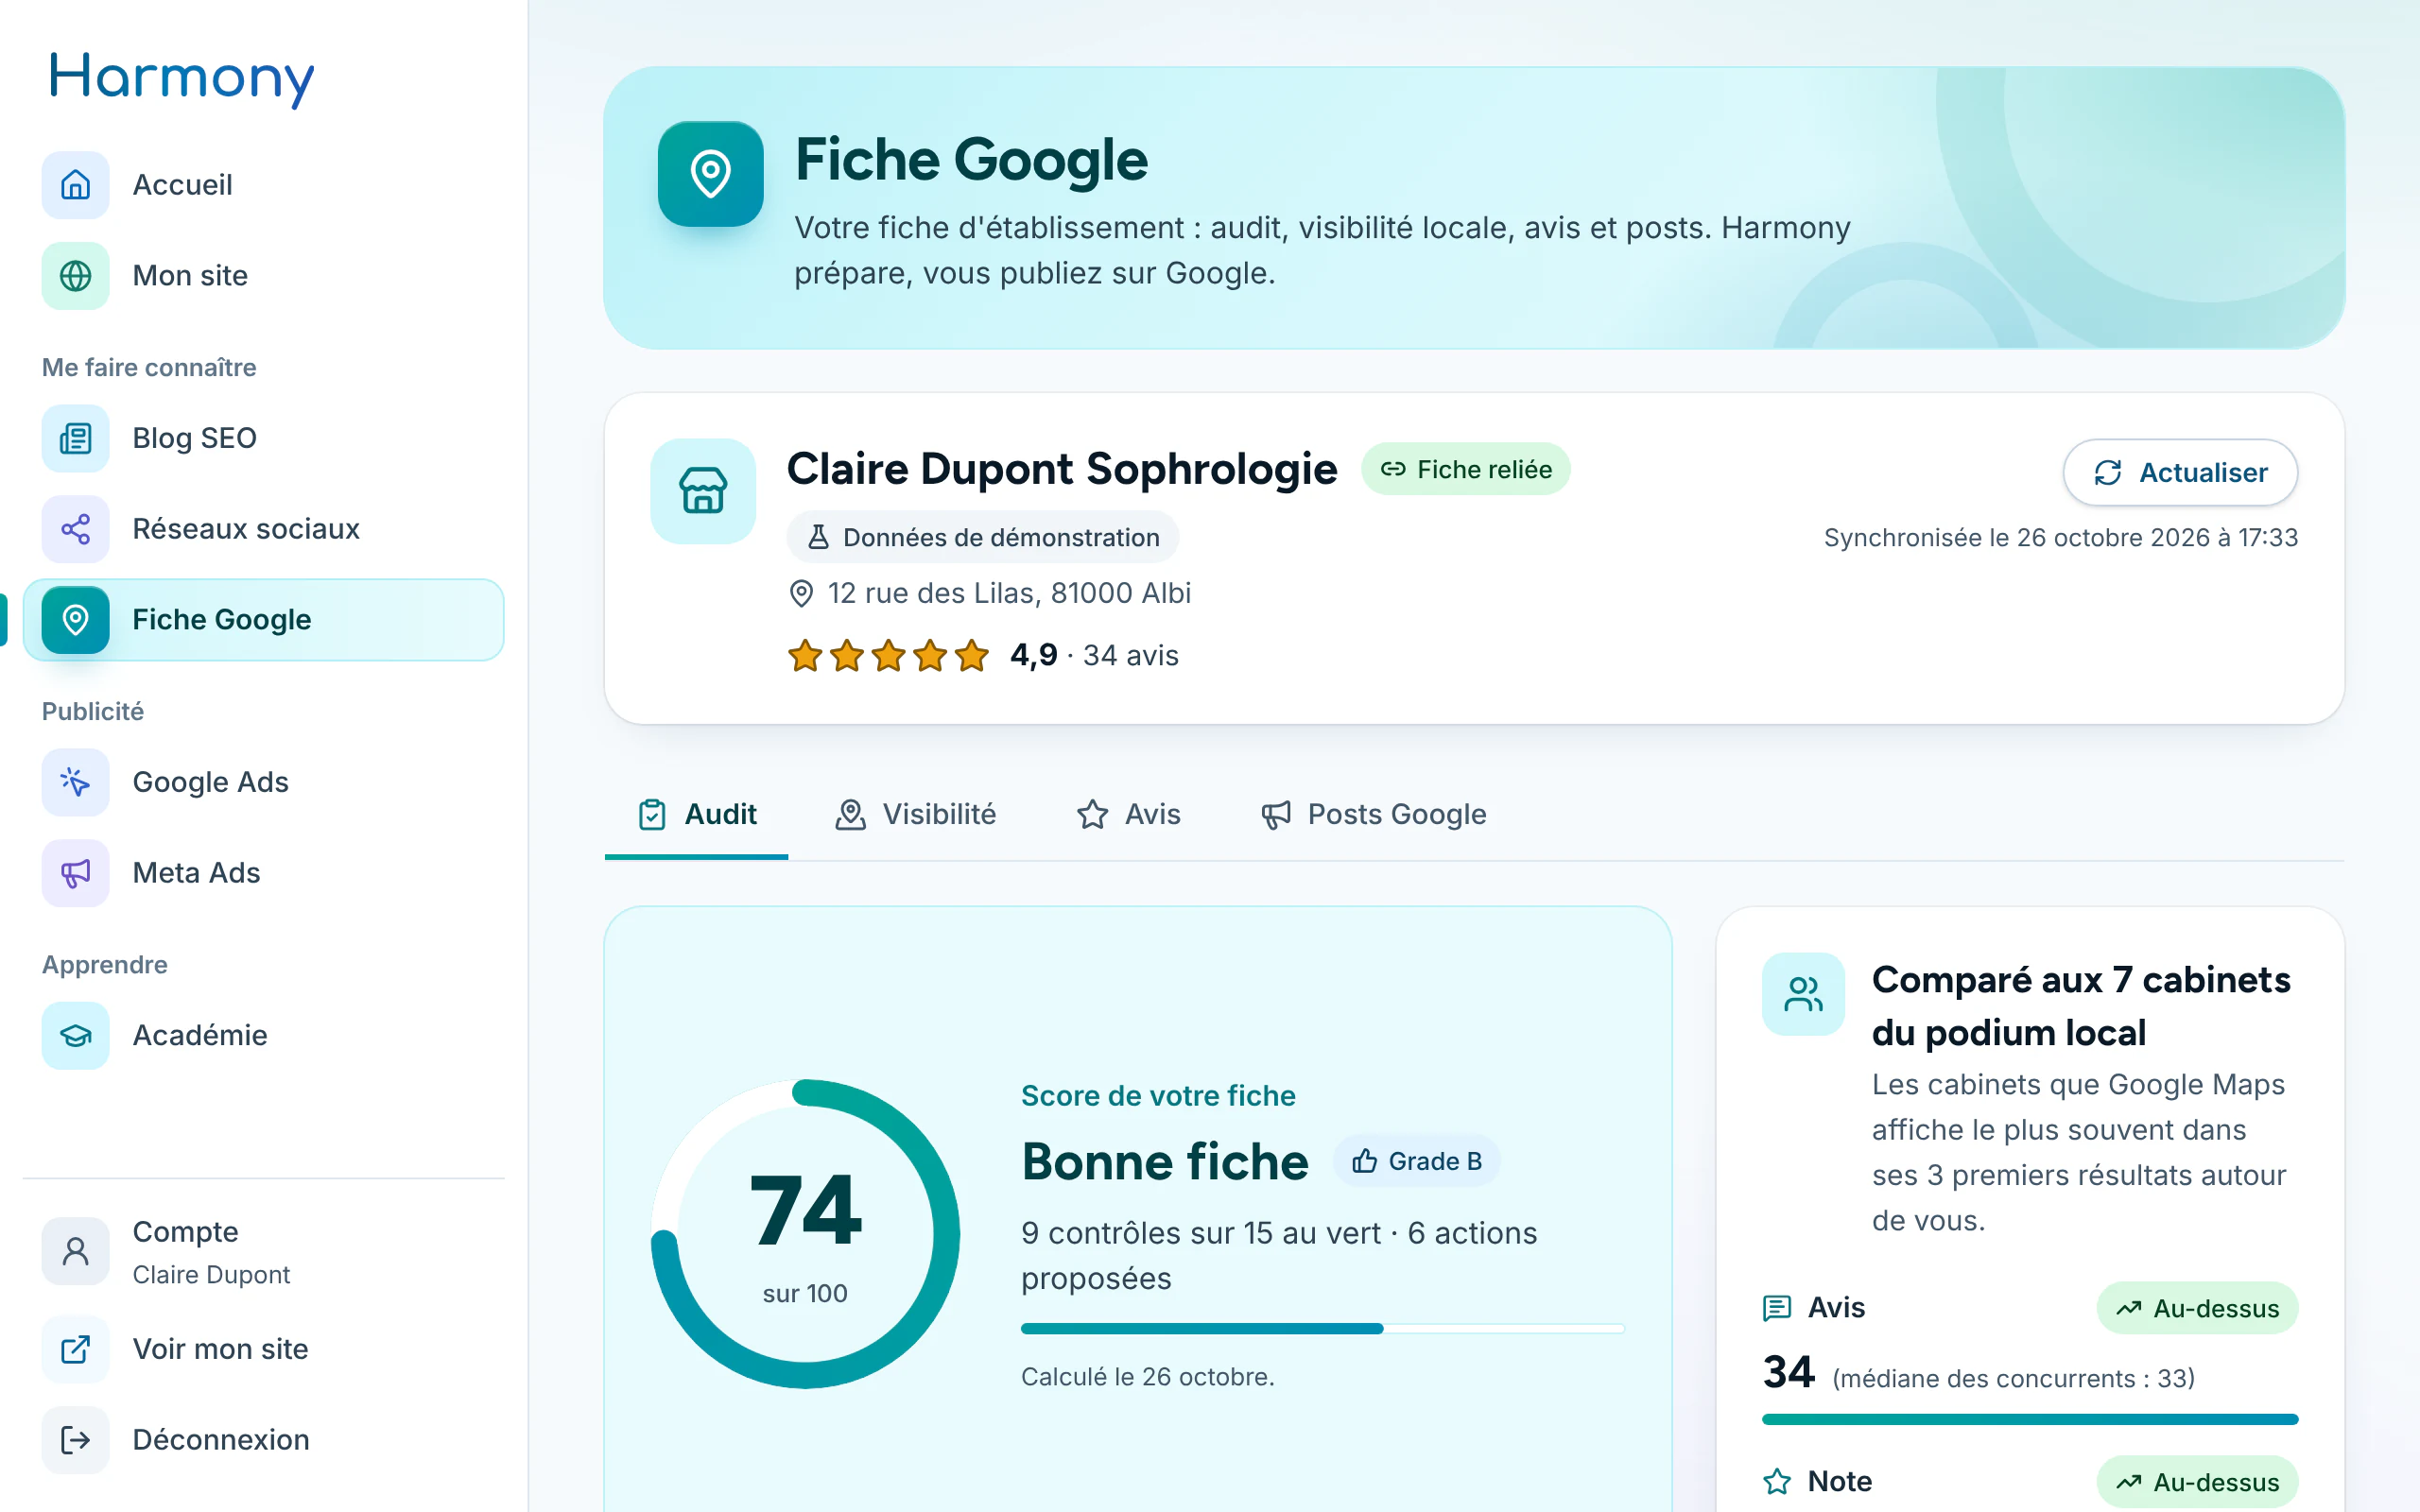 Harmony
Accueil
Mon site
Me faire connaître
Blog SEO
Réseaux sociaux
Fiche Google
Publicité
Google Ads
Meta Ads
Apprendre
Académie
Compte
Claire Dupont
Voir mon site
Déconnexion
Fiche Google
Votre fiche d'établissement : audit, visibilité locale, avis et posts. Harmony
prépare, vous publiez sur Google.
Claire Dupont Sophrologie
Fiche reliée
Données de démonstration
12 rue des Lilas, 81000 Albi
4,9 · 34 avis
Actualiser
Synchronisée le 26 octobre 2026 à 17:33
Audit
Visibilité
Avis
Posts Google
74
sur 100
Score de votre fiche
Bonne fiche
Grade B
9 contrôles sur 15 au vert · 6 actions
proposées
Calculé le 26 octobre.
Comparé aux 7 cabinets
du podium local
Les cabinets que Google Maps
affiche le plus souvent dans
ses 3 premiers résultats autour
de vous.
Avis
Au-dessus
34 (médiane des concurrents : 33)
Note
Au-dessus